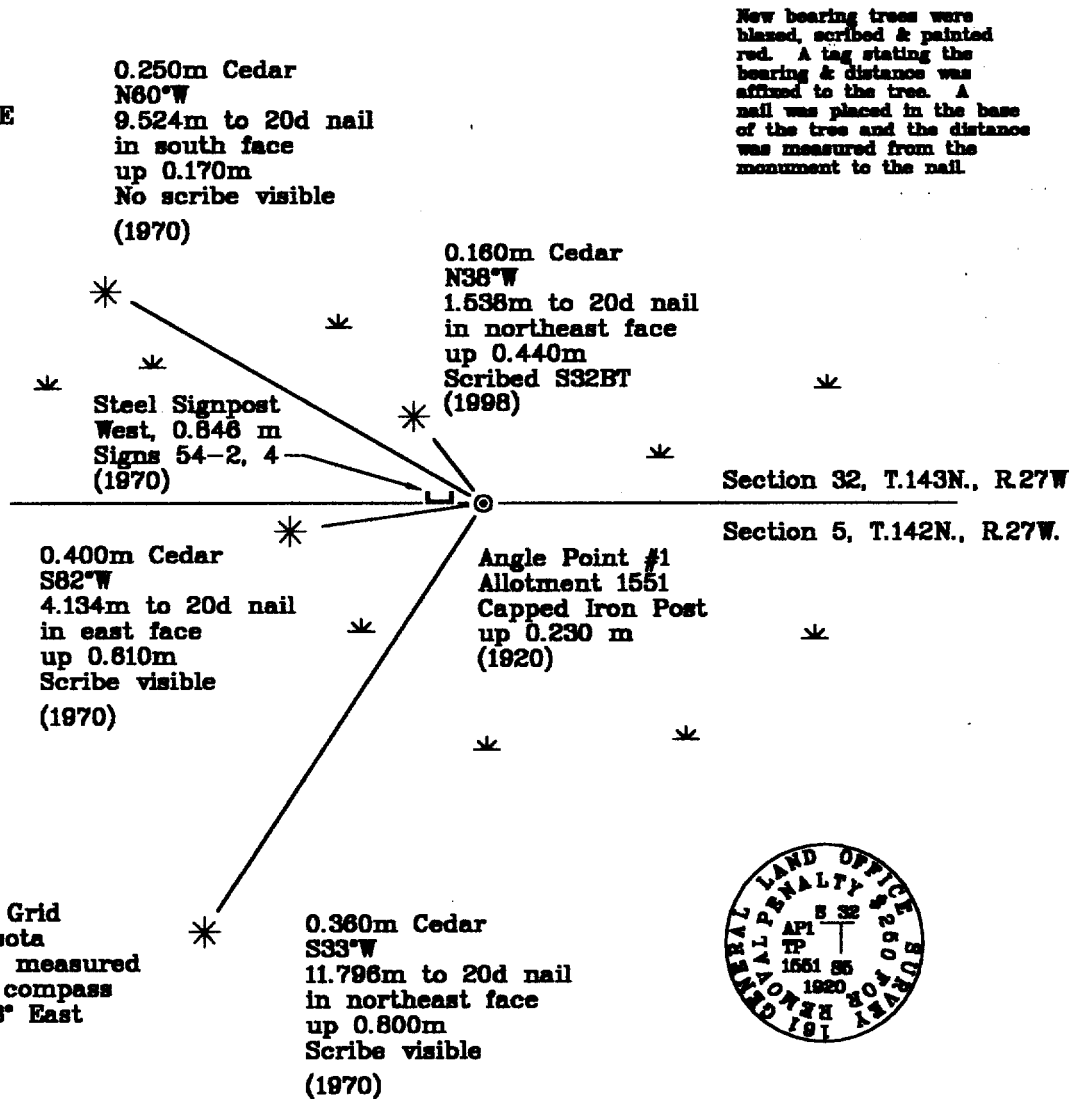 New bearing trees were
blazed, scribed & painted
red. A tag stating the
bearing & distance was
affixed to the tree. A
nail was placed in the base
of the tree and the distance
was measured from the
monument to the nail.
E
0.250m Cedar
N60°W
9.524m to 20d nail
in south face
up 0.170m
No scribe visible
(1970)
0.160m Cedar
N38°W
1.538m to 20d nail
in northeast face
up 0.440m
Scribed S32BT
(1998)
Steel Signpost
West, 0.846 m
Signs 54-2, 4
(1970)
Section 32, T.143N., R.27W
Section 5, T.142N., R.27W.
0.400m Cedar
S82°W
4.134m to 20d nail
in east face
up 0.610m
Scribe visible
(1970)
Angle Point #1
Allotment 1551
Capped Iron Post
up 0.230 m
(1920)
Grid
sota
measured
compass
° East
0.360m Cedar
S33°W
11.796m to 20d nail
in northeast face
up 0.800m
Scribe visible
(1970)
GENERAL LAND OFFICE SURVEY 191
PENALTY $250 FOR REMOVAL
S 32
AP1
TP
1551 S5
1920